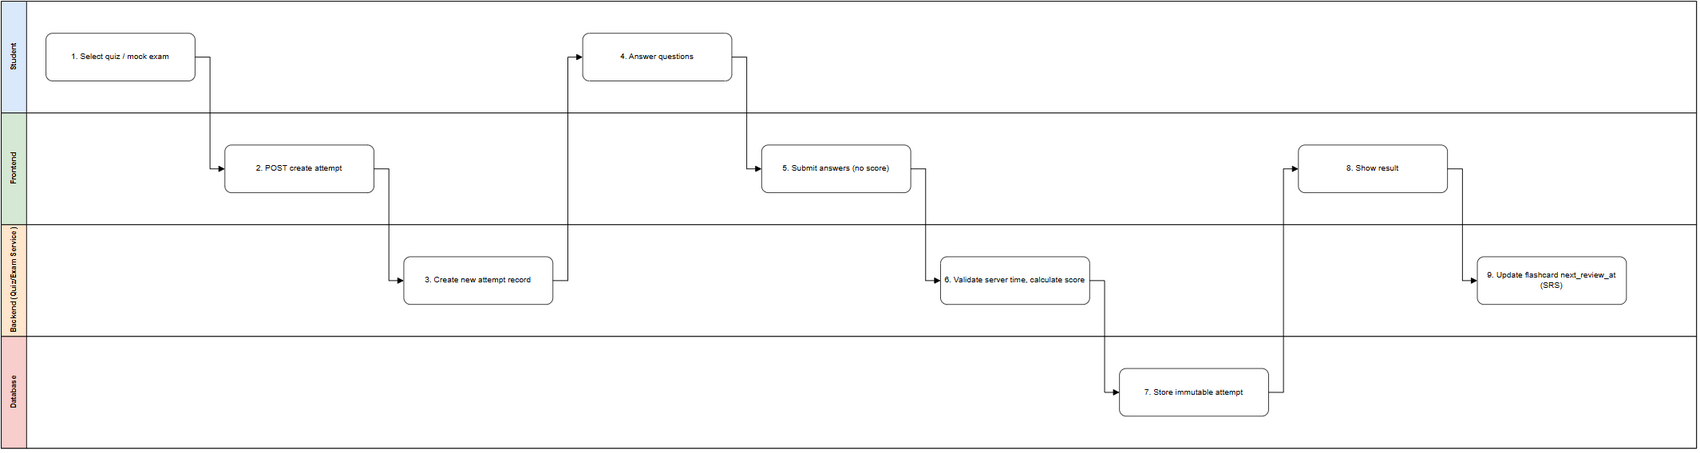 Student
1. Select quiz / mock exam
4. Answer questions
Frontend
2. POST create attempt
5. Submit answers (no score)
8. Show result
Backend (Quiz/Exam Service)
3. Create new attempt record
6. Validate server time, calculate score
9. Update flashcard next_review_at
(SRS)
Database
7. Store immutable attempt